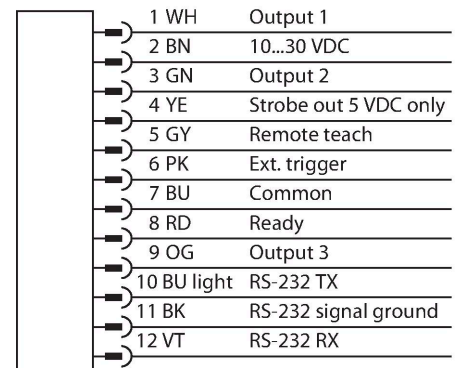 1 WH Output 1
2 BN 10...30 VDC
3 GN Output 2
4 YE Strobe out 5 VDC only
5 GY Remote teach
6 PK Ext. trigger
7 BU Common
8 RD Ready
9 OG Output 3
10 BU light RS-232 TX
11 BK RS-232 signal ground
12 VT RS-232 RX